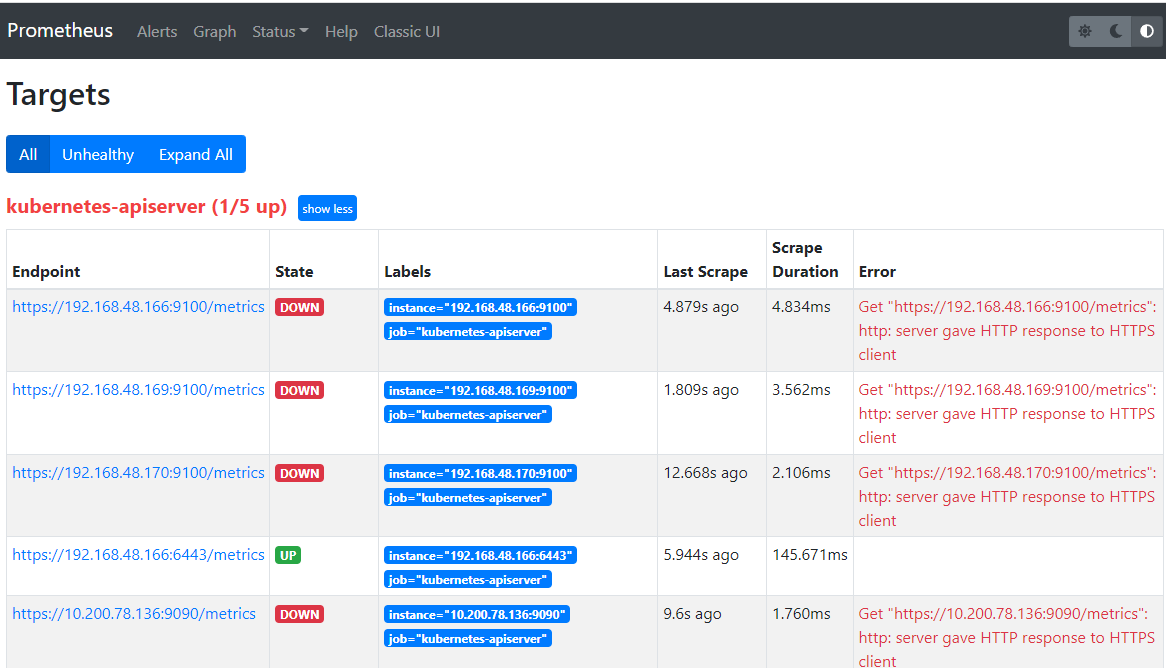 Prometheus Alerts Graph Status Help Classic UI
Targets
All Unhealthy Expand All
kubernetes-apiserver (1/5 up) show less
Endpoint State Labels Last Scrape Scrape Duration Error
https://192.168.48.166:9100/metrics DOWN instance="192.168.48.166:9100" 4.879s ago 4.834ms Get "https://192.168.48.166:9100/metrics":
job="kubernetes-apiserver" http: server gave HTTP response to HTTPS
client
https://192.168.48.169:9100/metrics DOWN instance="192.168.48.169:9100" 1.809s ago 3.562ms Get "https://192.168.48.169:9100/metrics":
job="kubernetes-apiserver" http: server gave HTTP response to HTTPS
client
https://192.168.48.170:9100/metrics DOWN instance="192.168.48.170:9100" 12.668s ago 2.106ms Get "https://192.168.48.170:9100/metrics":
job="kubernetes-apiserver" http: server gave HTTP response to HTTPS
client
https://192.168.48.166:6443/metrics UP instance="192.168.48.166:6443" 5.944s ago 145.671ms
job="kubernetes-apiserver"
https://10.200.78.136:9090/metrics DOWN instance="10.200.78.136:9090" 9.6s ago 1.760ms Get "https://10.200.78.136:9090/metrics":
job="kubernetes-apiserver" http: server gave HTTP response to HTTPS
client